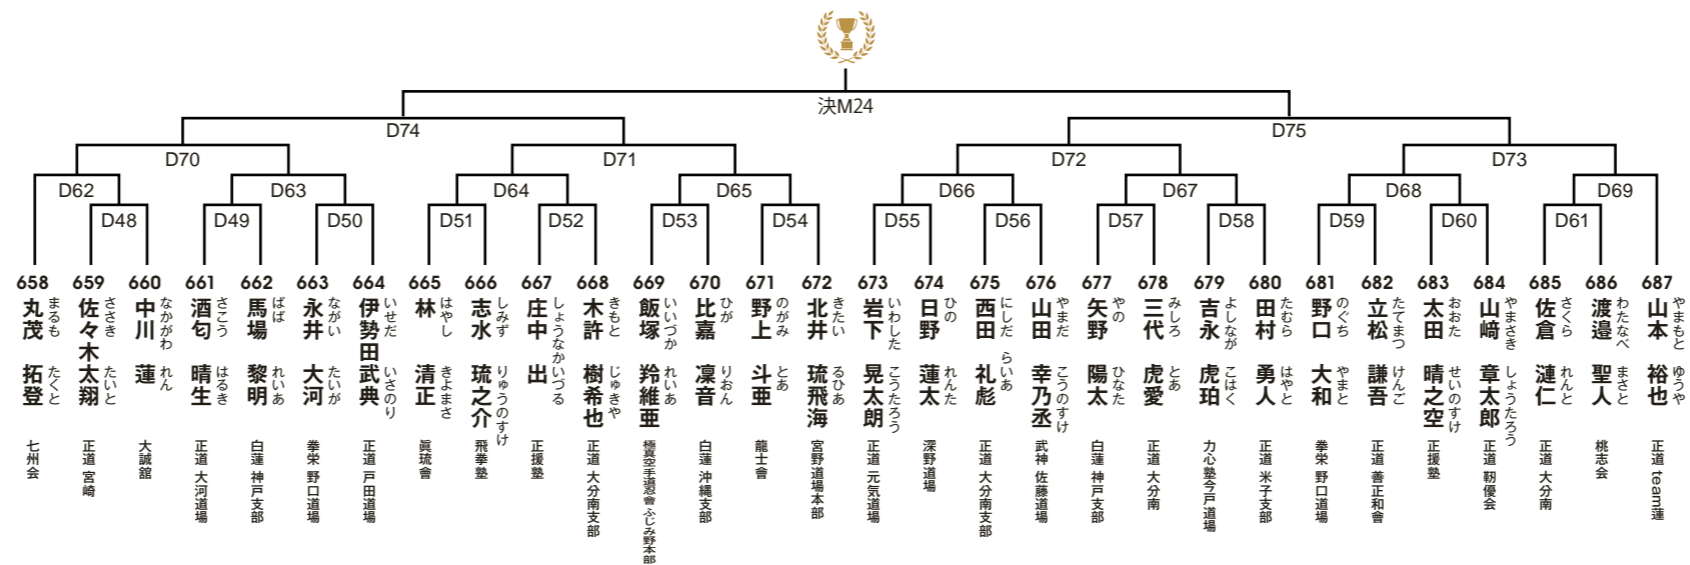 決M24
D74
D75
D70
D71
D72
D73
D62
D63
D64
D65
D66
D67
D68
D69
D48
D49
D50
D51
D52
D53
D54
D55
D56
D57
D58
D59
D60
D61
658
丸茂 拓登
まるも たくと
七州会
659
佐々木 太翔
ささき たいと
正道 宮崎
660
中川 蓮
なかがわ れん
大誠舘
661
酒匂 晴生
さこう はるき
正道 大河道場
662
馬場 黎明
ばば れいあ
白蓮 神戸支部
663
永井 大河
ながい たいが
拳栄 野口道場
664
伊勢田 武典
いせだ いさのり
正道 戸田道場
665
林 清正
はやし きよまさ
眞琉會
666
志水 琉之介
しみず りゅうのすけ
飛拳塾
667
庄中 出
しょうなか いづる
正援塾
668
木許 樹希也
きもと じゅきや
正道 大分南支部
669
飯塚 羚維亜
いいづか れいあ
極真空手道忍會 ふじみ野本部
670
比嘉 凜音
ひが りおん
白蓮 沖縄支部
671
野上 斗亜
のがみ とあ
龍士會
672
北井 琉飛海
きたい るひあ
宮野道場本部
673
岩下 晃太朗
いわした こうたろう
正道 元気道場
674
日野 蓮太
ひの れんた
深野道場
675
西田 礼彪
にしだ らいあ
正道 大分南支部
676
山田 幸乃丞
やまだ こうのすけ
武神 佐藤道場
677
矢野 陽太
やの ひなた
白蓮 神戸支部
678
三代 虎愛
みしろ とあ
正道 大分南
679
吉永 虎珀
よしなが こはく
力心塾今戸道場
680
田村 勇人
たむら はやと
正道 米子支部
681
野口 大和
のぐち やまと
拳栄 野口道場
682
立松 謙吾
たてまつ けんご
正道 善正和會
683
太田 晴之空
おおた せいのすけ
正援塾
684
山﨑 章太郎
やまさき しょうたろう
正道 靭優会
685
佐倉 漣仁
さくら れんと
正道 大分南
686
渡邉 聖人
わたなべ まさと
桃志会
687
山本 裕也
やまもと ゆうや
正道 team蓮